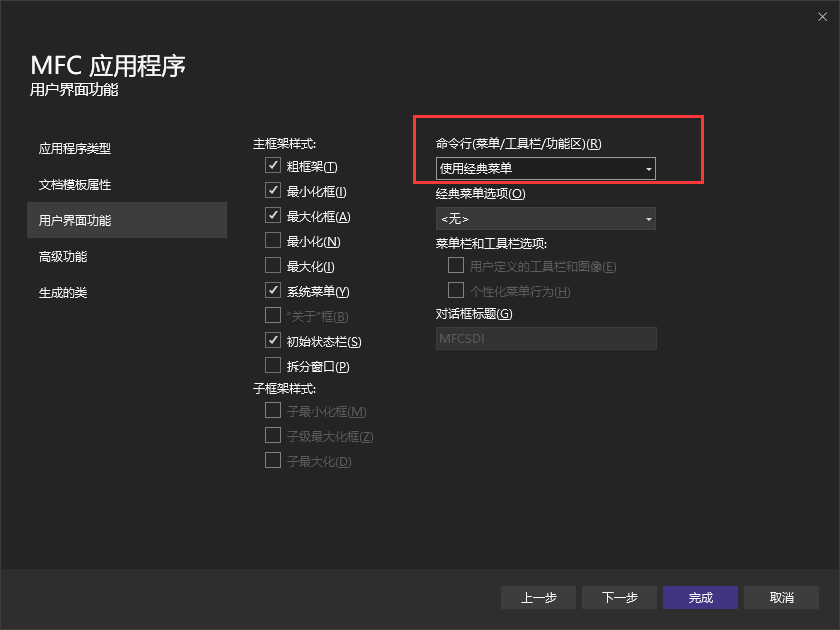 MFC 应用程序
用户界面功能
应用程序类型
文档模板属性
用户界面功能
高级功能
生成的类
主框架样式:
粗框架(T)
最小化框(I)
最大化框(A)
最小化(N)
最大化(I)
系统菜单(Y)
“关于”框(B)
初始状态栏(S)
拆分窗口(P)
子框架样式:
子最小化框(M)
子级最大化框(Z)
子最大化(D)
命令行(菜单/工具栏/功能区)(R)
使用经典菜单
经典菜单选项(O)
<无>
菜单栏和工具栏选项:
用户定义的工具栏和图像(E)
个性化菜单行为(H)
对话框标题(G)
MFCSDI
上一步
下一步
完成
取消